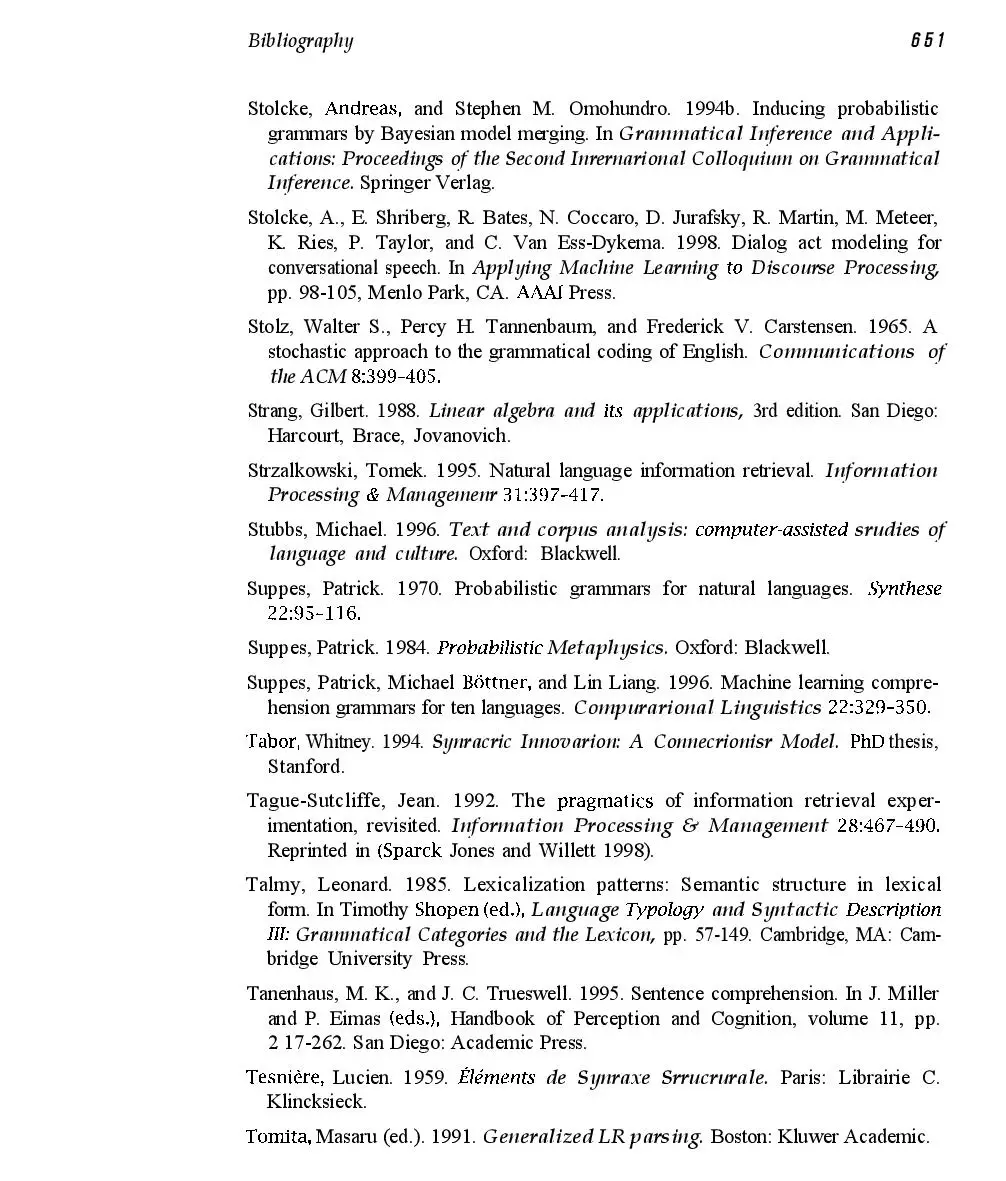 Bibliography 651
Stolcke, Andreas, and Stephen M. Omohundro. 1994b. Inducing probabilistic
grammars by Bayesian model merging. In Grammatical Inference and Appli-
cations: Proceedings of the Second Inrernarional Colloquium on Grammatical
Inference. Springer Verlag.
Stolcke, A., E. Shriberg, R. Bates, N. Coccaro, D. Jurafsky, R. Martin, M. Meteer,
K. Ries, P. Taylor, and C. Van Ess-Dykema. 1998. Dialog act modeling for
conversational speech. In Applying Machine Learning to Discourse Processing,
pp. 98-105, Menlo Park, CA. AAAI Press.
Stolz, Walter S., Percy H. Tannenbaum, and Frederick V. Carstensen. 1965. A
stochastic approach to the grammatical coding of English. Communications of
the ACM 8:399-405.
Strang, Gilbert. 1988. Linear algebra and its applications, 3rd edition. San Diego:
Harcourt, Brace, Jovanovich.
Strzalkowski, Tomek. 1995. Natural language information retrieval. Information
Processing & Managemenr 31:397-417.
Stubbs, Michael. 1996. Text and corpus analysis: computer-assisted srudies of
language and culture. Oxford: Blackwell.
Suppes, Patrick. 1970. Probabilistic grammars for natural languages. Synthese
22:95-116.
Suppes, Patrick. 1984. Probabilistic Metaphysics. Oxford: Blackwell.
Suppes, Patrick, Michael Böttner, and Lin Liang. 1996. Machine learning compre-
hension grammars for ten languages. Compurarional Linguistics 22:329-350.
Tabor, Whitney. 1994. Synracric Innovarion: A Connecrionisr Model. PhD thesis,
Stanford.
Tague-Sutcliffe, Jean. 1992. The pragmatics of information retrieval exper-
imentation, revisited. Information Processing & Management 28:467-490.
Reprinted in (Sparck Jones and Willett 1998).
Talmy, Leonard. 1985. Lexicalization patterns: Semantic structure in lexical
form. In Timothy Shopen (ed.), Language Typology and Syntactic Description
III: Grammatical Categories and the Lexicon, pp. 57-149. Cambridge, MA: Cam-
bridge University Press.
Tanenhaus, M. K., and J. C. Trueswell. 1995. Sentence comprehension. In J. Miller
and P. Eimas (eds.), Handbook of Perception and Cognition, volume 11, pp.
2 17-262. San Diego: Academic Press.
Tesnière, Lucien. 1959. Éléments de Synraxe Srrucrurale. Paris: Librairie C.
Klincksieck.
Tomita, Masaru (ed.). 1991. Generalized LR parsing. Boston: Kluwer Academic.